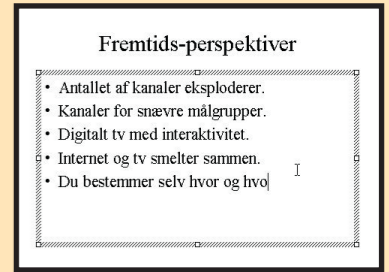 Fremtids-perspektiver
• Antallet af kanaler eksploderer.
• Kanaler for snævre målgrupper.
• Digitalt tv med interaktivitet.
• Internet og tv smelter sammen.
• Du bestemmer selv hvor og hvo